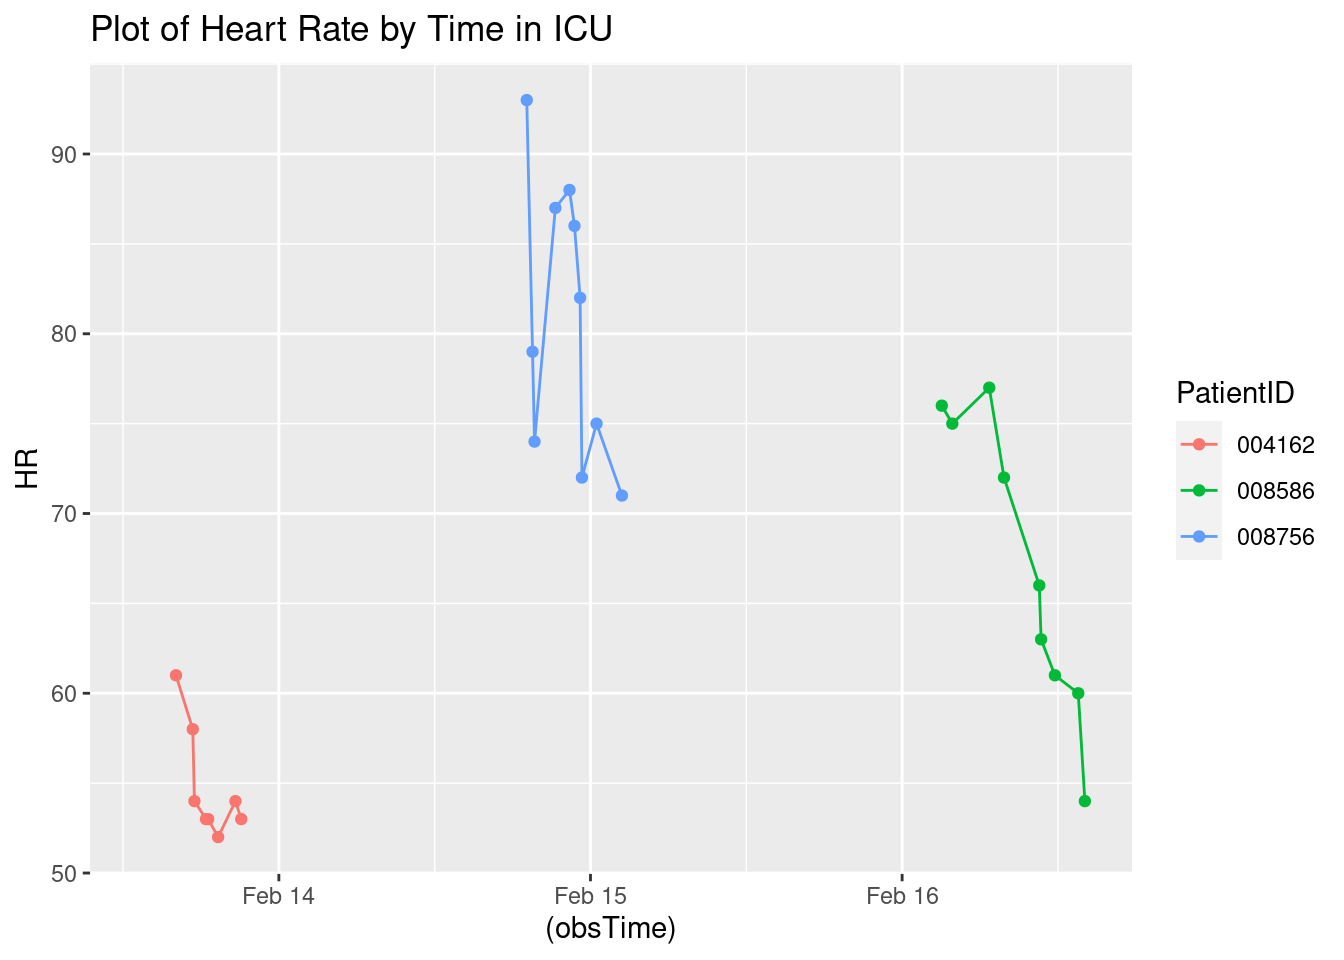 Plot of Heart Rate by Time in ICU
90
80
70
60
50
HR
Feb 14
Feb 15
Feb 16
(obsTime)
PatientID
004162
008586
008756